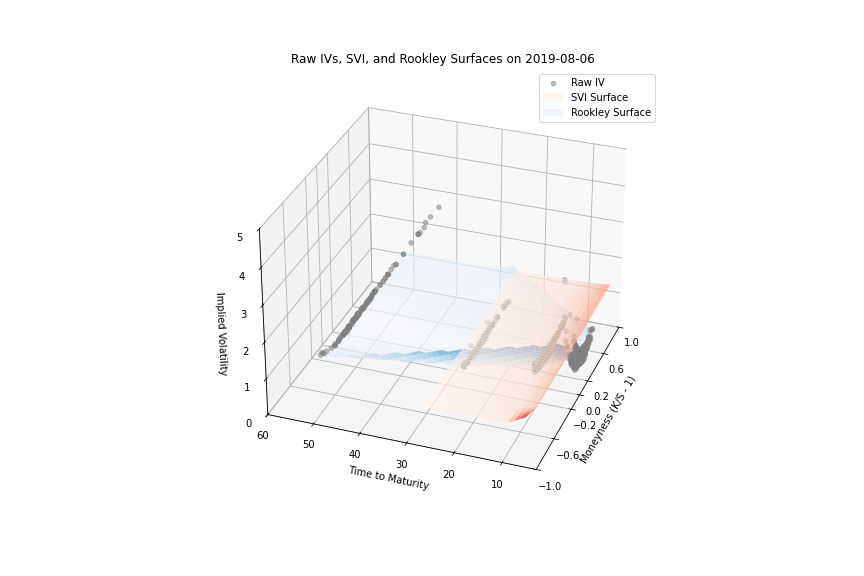 Raw IVs, SVI, and Rookley Surfaces on 2019-08-06
Raw IV
SVI Surface
Rookley Surface
5
4
3
2
1
0
Implied Volatility
60
50
40
30
20
10
Time to Maturity
1.0
0.6
0.2
0.0
−0.2
−0.6
−1.0
Moneyness (K/S - 1)